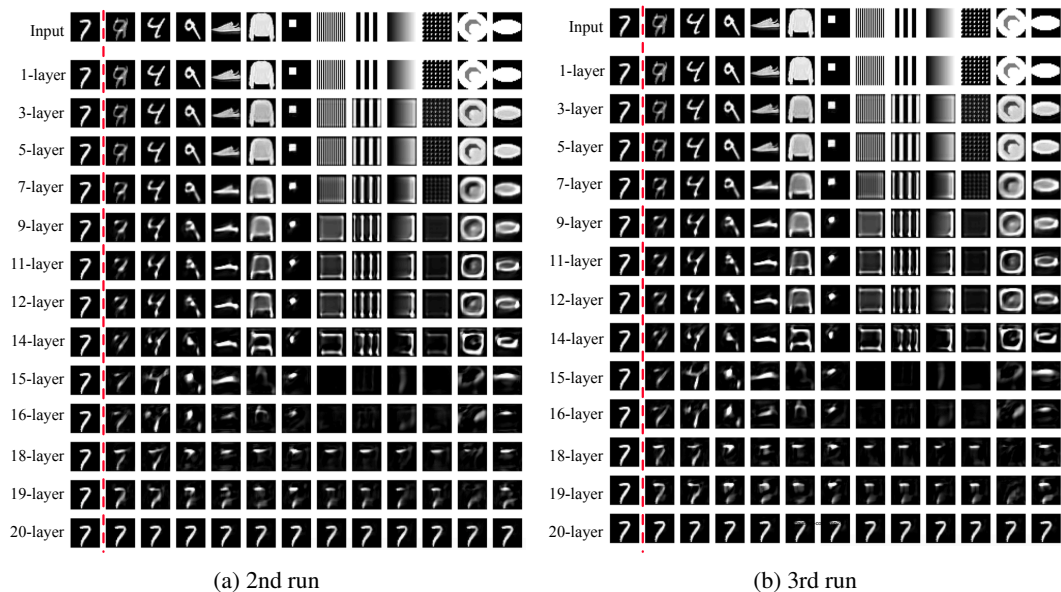 Input
1-layer
3-layer
5-layer
7-layer
9-layer
11-layer
12-layer
14-layer
15-layer
16-layer
18-layer
19-layer
20-layer
(a) 2nd run
Input
1-layer
3-layer
5-layer
7-layer
9-layer
11-layer
12-layer
14-layer
15-layer
16-layer
18-layer
19-layer
20-layer
(b) 3rd run